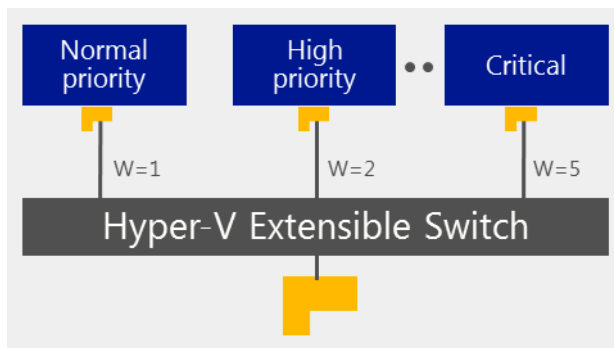 Normal
priority
High
priority
Critical
W=1
W=2
W=5
Hyper-V Extensible Switch